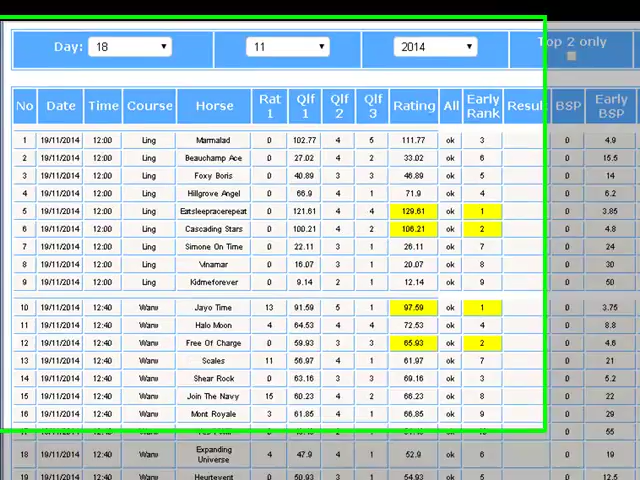 Day: 18 11 2014 Top 2 only
No Date Time Course Horse Rat 1 Qlf 1 Qlf 2 Qlf 3 Rating All Early Rank Result BSP Early BSP
1 19/11/2014 12:00 Ling Marmalad 0 102.77 4 5 111.77 ok 3 0 4.9
2 19/11/2014 12:00 Ling Beauchamp Ace 0 27.02 4 2 33.02 ok 6 0 15.5
3 19/11/2014 12:00 Ling Foxy Boris 0 40.89 3 3 46.89 ok 5 0 14
4 19/11/2014 12:00 Ling Hillgrove Angel 0 66.9 4 1 71.9 ok 4 0 6.2
5 19/11/2014 12:00 Ling Eatsleepracerepeat 0 121.61 4 4 129.61 ok 1 0 3.85
6 19/11/2014 12:00 Ling Cascading Stars 0 100.21 4 2 106.21 ok 2 0 4.8
7 19/11/2014 12:00 Ling Simone On Time 0 22.11 3 1 26.11 ok 7 0 24
8 19/11/2014 12:00 Ling Vinamar 0 16.07 3 1 20.07 ok 8 0 30
9 19/11/2014 12:00 Ling Kidmeforever 0 9.14 2 1 12.14 ok 9 0 50
10 19/11/2014 12:40 Warw Jayo Time 13 91.59 5 1 97.59 ok 1 0 3.75
11 19/11/2014 12:40 Warw Halo Moon 4 64.53 4 4 72.53 ok 4 0 8.8
12 19/11/2014 12:40 Warw Free Of Charge 0 59.93 3 3 65.93 ok 2 0 4.6
13 19/11/2014 12:40 Warw Scales 11 56.97 4 1 61.97 ok 7 0 21
14 19/11/2014 12:40 Warw Shear Rock 0 63.16 3 3 69.16 ok 3 0 5.2
15 19/11/2014 12:40 Warw Join The Navy 15 60.23 4 2 66.23 ok 8 0 22
16 19/11/2014 12:40 Warw Mont Royale 3 61.85 4 1 66.85 ok 9 0 29
0 55
18 19/11/2014 12:40 Warw Expanding Universe 4 47.9 4 1 52.9 ok 6 0 19
19 19/11/2014 12:40 Warw Heurtevent 0 50.93 3 1 54.93 ok 5 0 12.5